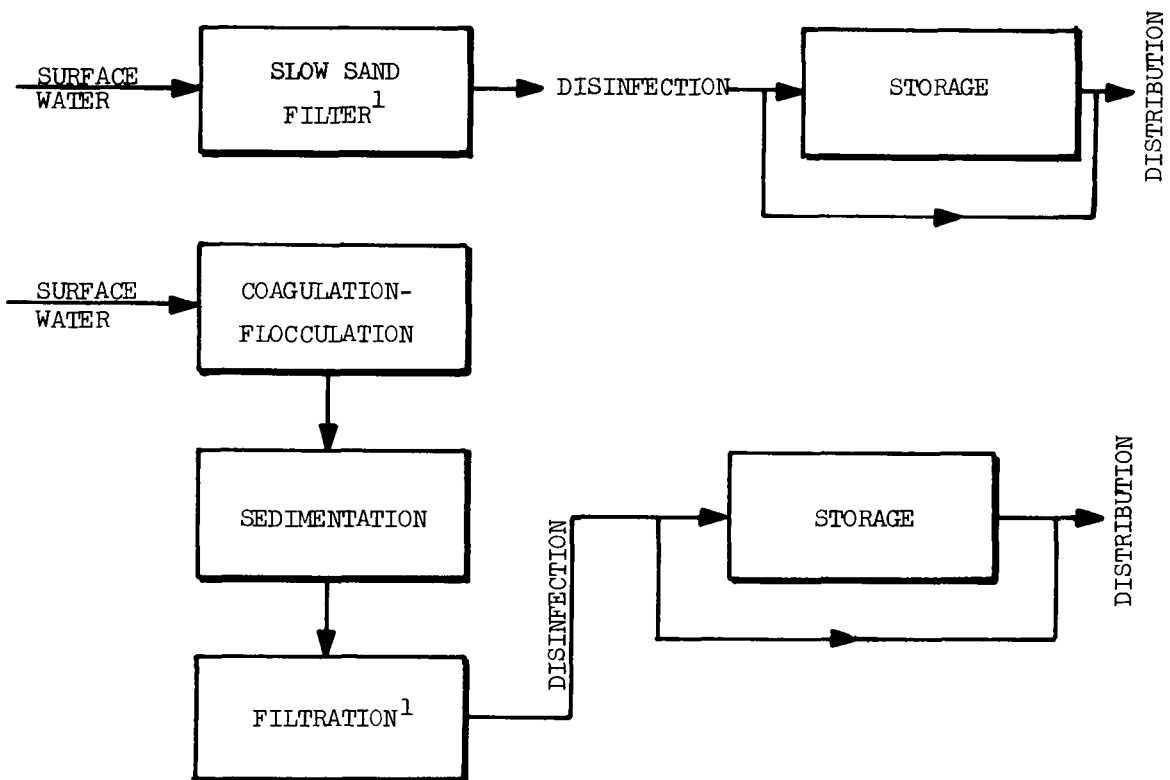 SURFACE
WATER
SLOW SAND
FILTER¹
DISINFECTION
STORAGE
DISTRIBUTION
SURFACE
WATER
COAGULATION-
FLOCCULATION
SEDIMENTATION
FILTRATION¹
DISINFECTION
STORAGE
DISTRIBUTION